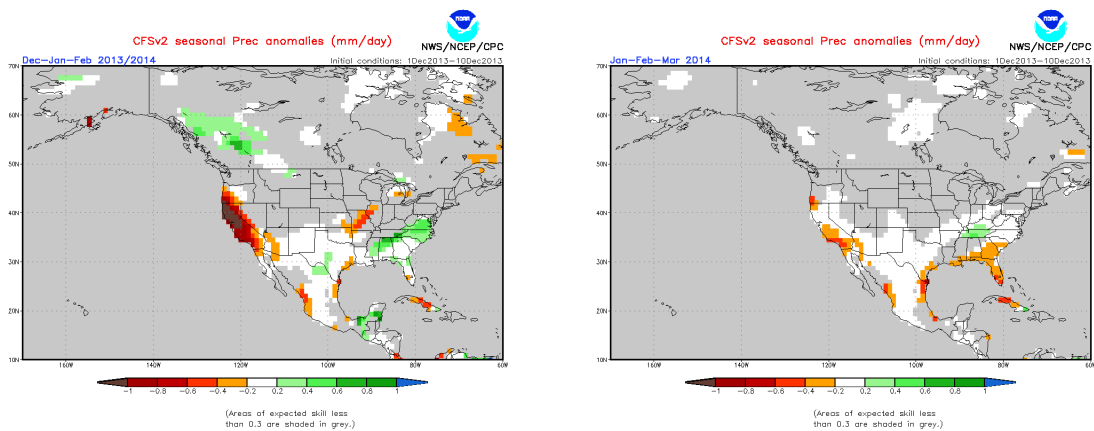 NOAA
CFSv2 seasonal Prec anomalies (mm/day)
NWS/NCEP/CPC
Dec-Jan-Feb 2013/2014
Initial conditions: 1Dec2013-10Dec2013
70N
60N
50N
40N
30N
20N
10N
160W 140W 120W 100W 80W 60W
-1 -0.8 -0.6 -0.4 -0.2 0.2 0.4 0.6 0.8 1
(Areas of expected skill less
than 0.3 are shaded in grey.)
NOAA
CFSv2 seasonal Prec anomalies (mm/day)
NWS/NCEP/CPC
Jan-Feb-Mar 2014
Initial conditions: 1Dec2013-10Dec2013
70N
60N
50N
40N
30N
20N
10N
160W 140W 120W 100W 80W 60W
-1 -0.8 -0.6 -0.4 -0.2 0.2 0.4 0.6 0.8 1
(Areas of expected skill less
than 0.3 are shaded in grey.)